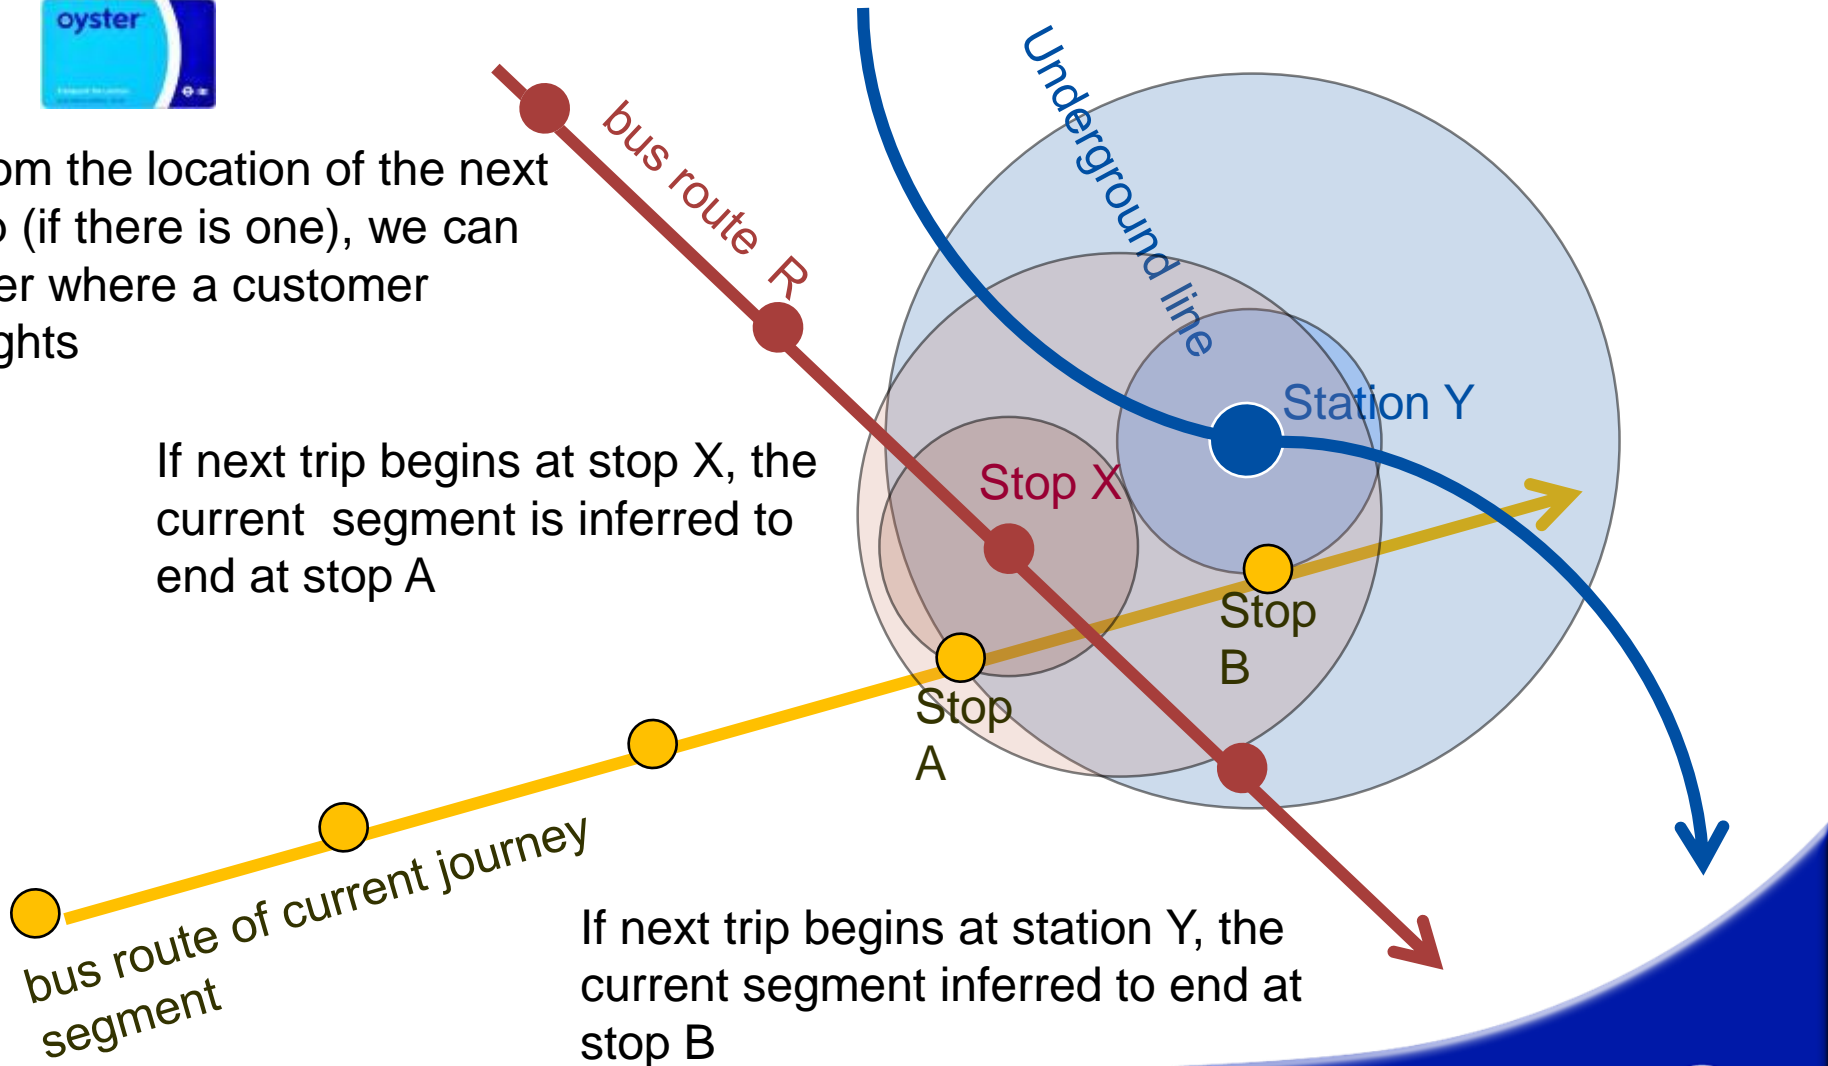 oyster
om the location of the next
o (if there is one), we can
er where a customer
ghts
bus route R
Underground line
Station Y
If next trip begins at stop X, the
current segment is inferred to
end at stop A
Stop X
Stop
B
Stop
A
bus route of current journey
segment
If next trip begins at station Y, the
current segment inferred to end at
stop B